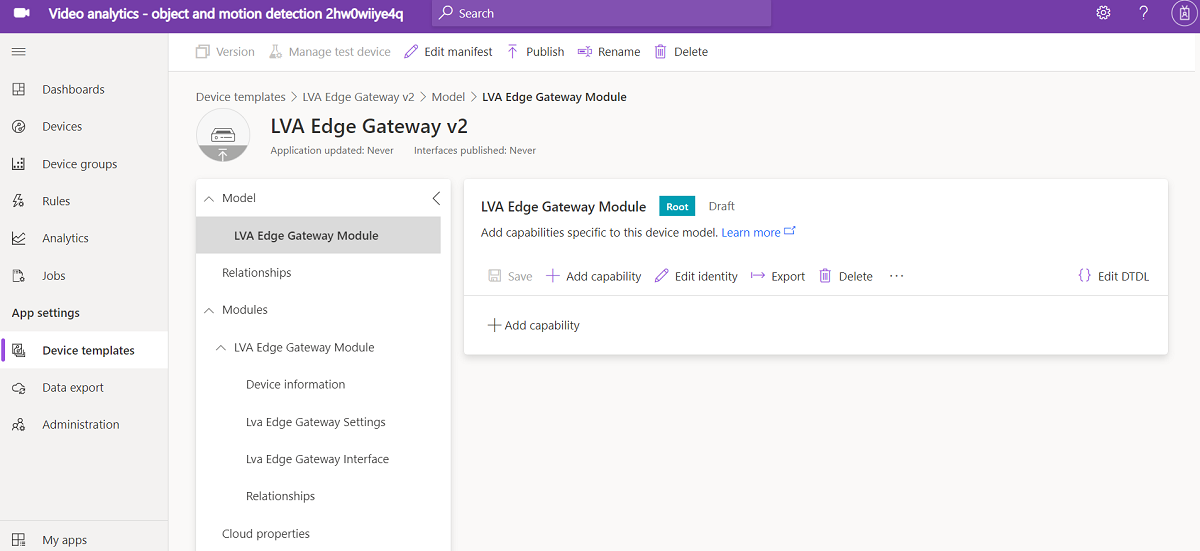 Video analytics - object and motion detection 2hw0wiiye4q
Search
?
Version
Manage test device
Edit manifest
Publish
Rename
Delete
Dashboards
Devices
Device groups
Rules
Analytics
Jobs
App settings
Device templates
Data export
Administration
My apps
Device templates > LVA Edge Gateway v2 > Model > LVA Edge Gateway Module
LVA Edge Gateway v2
Application updated: Never Interfaces published: Never
Model
LVA Edge Gateway Module
Relationships
Modules
LVA Edge Gateway Module
Device information
Lva Edge Gateway Settings
Lva Edge Gateway Interface
Relationships
Cloud properties
LVA Edge Gateway Module Root Draft
Add capabilities specific to this device model. Learn more
Save
Add capability
Edit identity
Export
Delete
...
{} Edit DTDL
Add capability